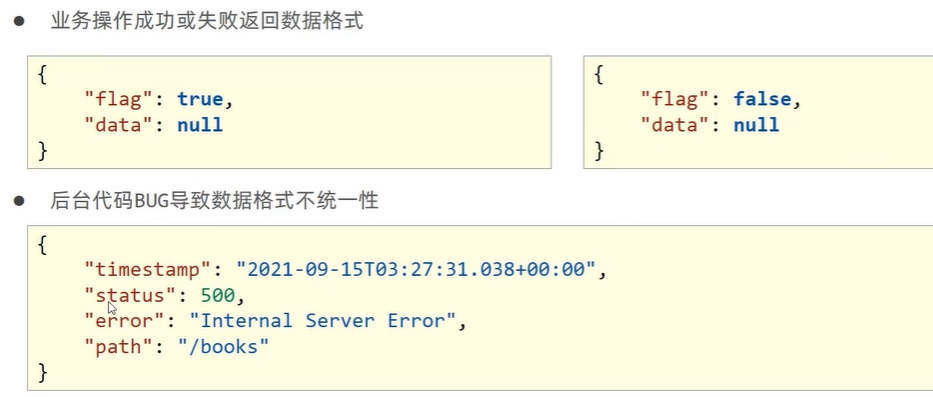 ● 业务操作成功或失败返回数据格式
{
"flag": true,
"data": null
}
{
"flag": false,
"data": null
}
● 后台代码BUG导致数据格式不统一性
{
"timestamp": "2021-09-15T03:27:31.038+00:00",
"status": 500,
"error": "Internal Server Error",
"path": "/books"
}